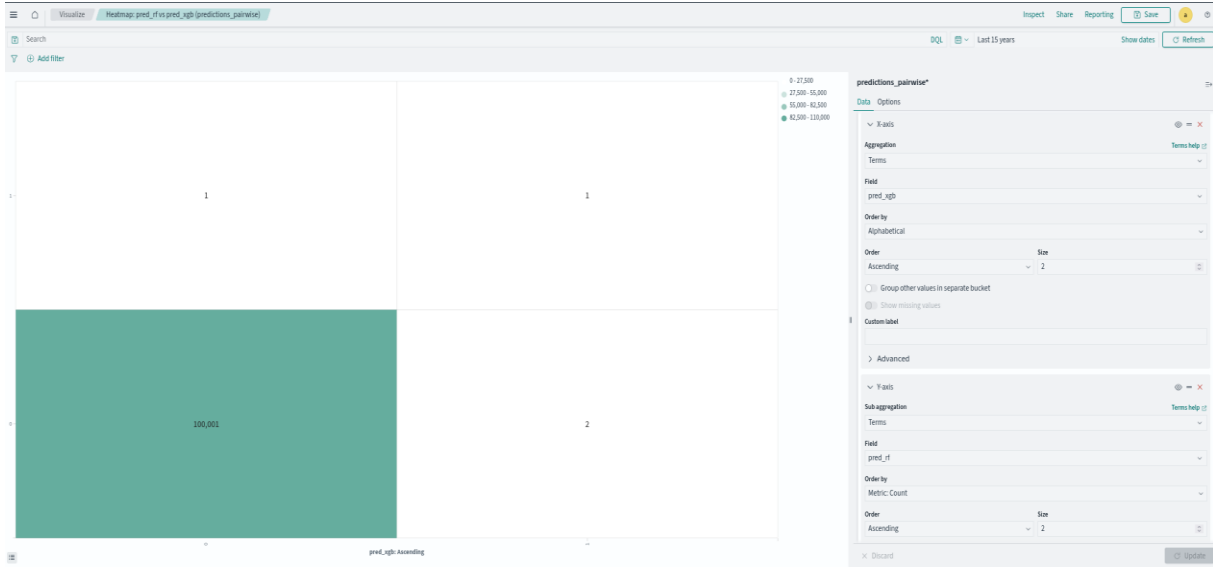 Visualize
Heatmap: pred_rf vs pred_xgb (predictions_pairwise)
Inspect Share Reporting Save a
Search DQL Last 15 years Show dates Refresh
Add filter
0 - 27,500
27,500 - 55,000
55,000 - 82,500
82,500 - 110,000
1 1
100,001 2
0
pred_xgb: Ascending
predictions_pairwise*
Data Options
X-axis
Aggregation Terms help
Terms
Field
pred_xgb
Order by
Alphabetical
Order Size
Ascending 2
Group other values in separate bucket
Show missing values
Custom label
Advanced
Y-axis
Sub aggregation Terms help
Terms
Field
pred_rf
Order by
Metric: Count
Order Size
Ascending 2
Discard Update